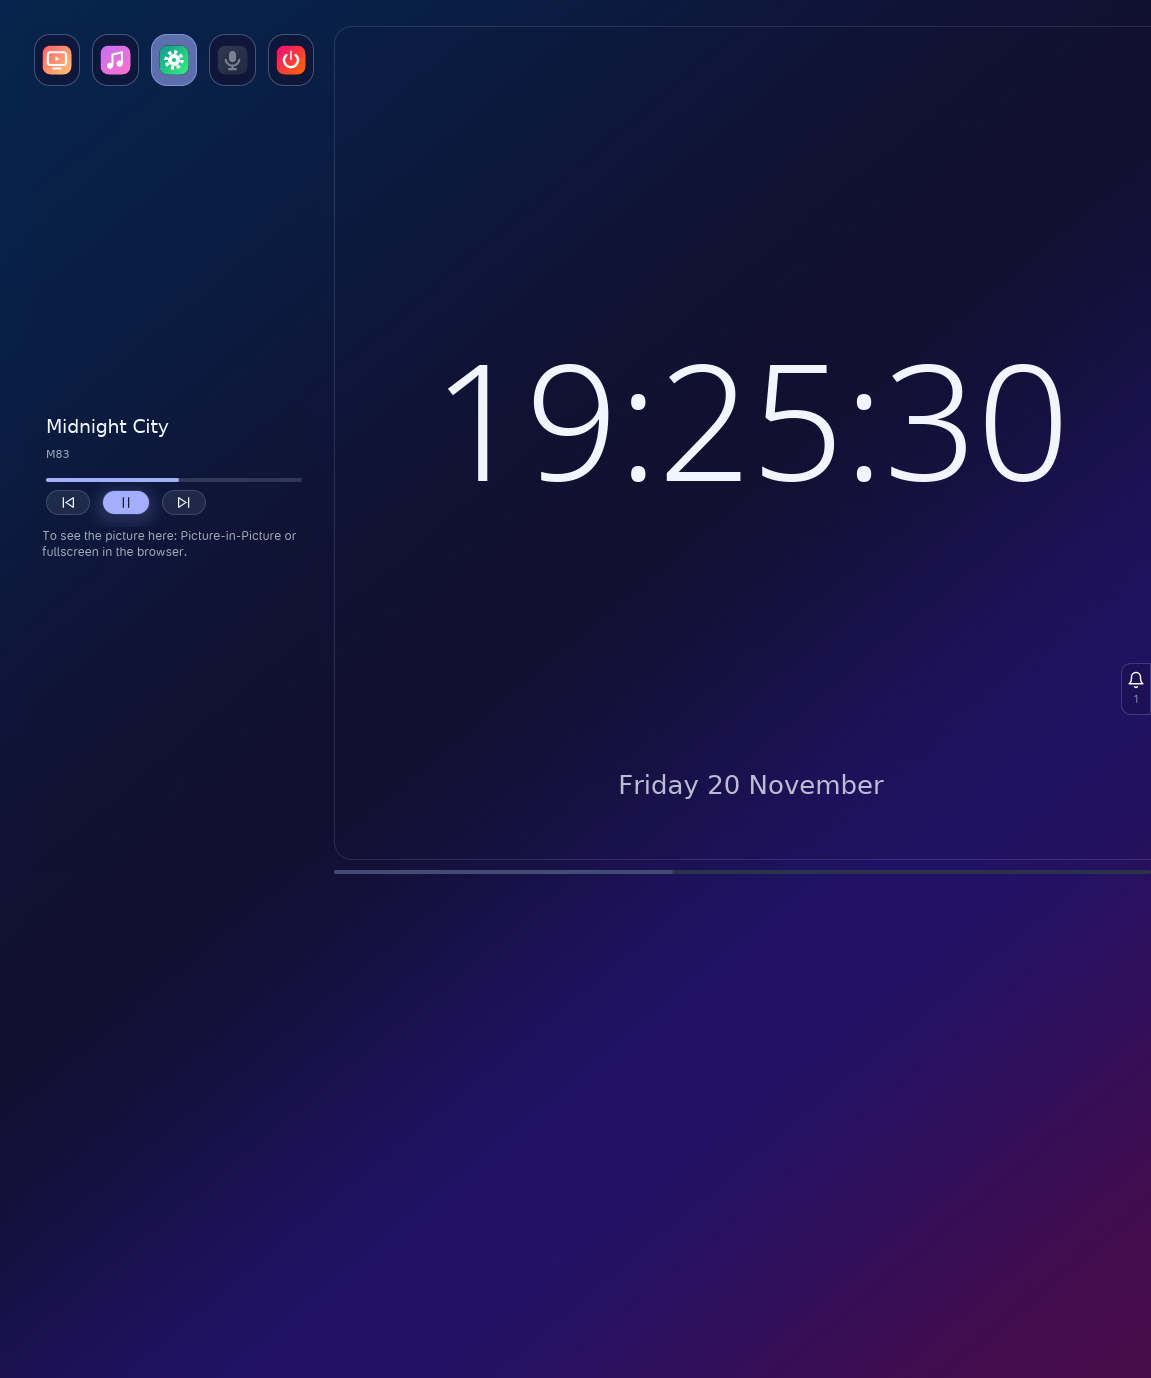 Midnight City
M83
To see the picture here: Picture-in-Picture or
fullscreen in the browser.
19:25:30
1
Friday 20 November